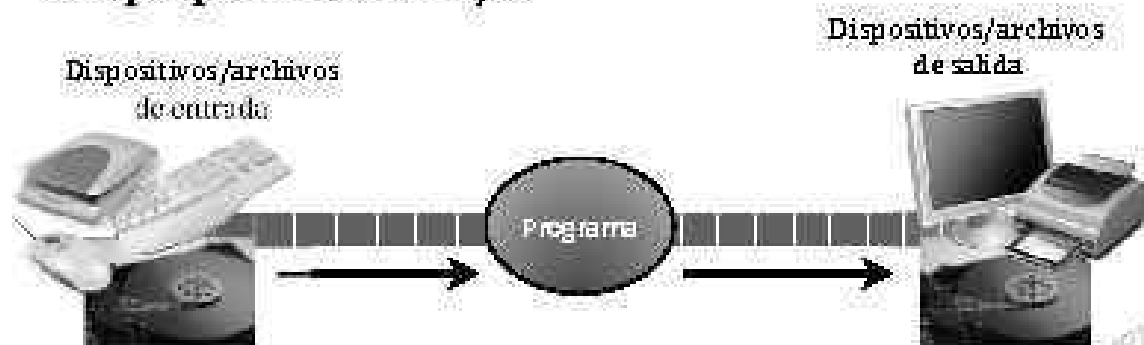 Dispositivos/archivos
de entrada
Programa
Dispositivos/archivos
de salida